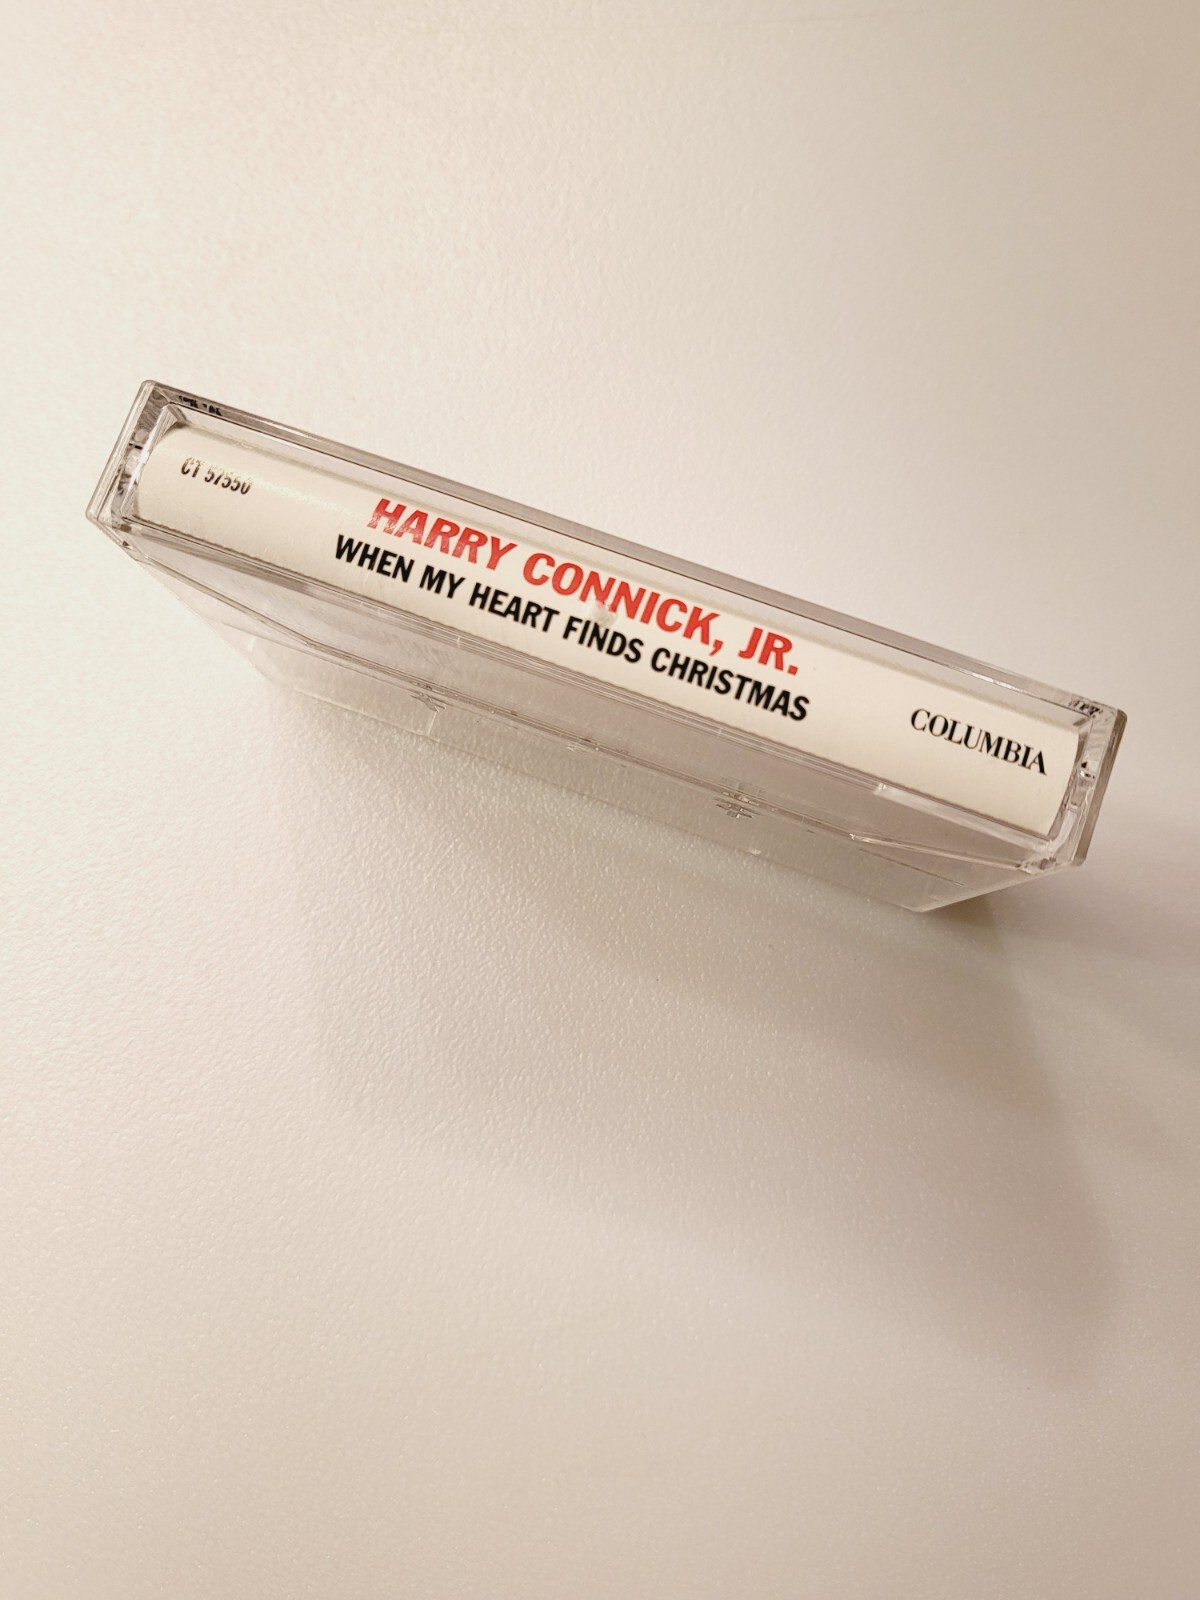 CT 57550
HARRY CONNICK, JR.
WHEN MY HEART FINDS CHRISTMAS
COLUMBIA